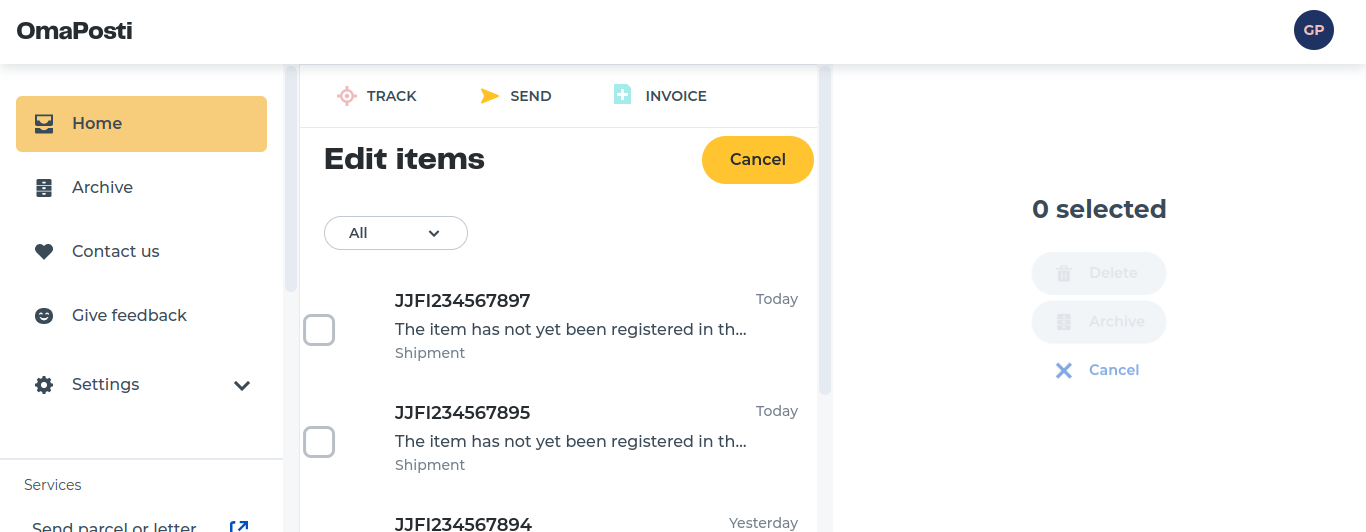 OmaPosti
GP
Home
Archive
Contact us
Give feedback
Settings
Services
Send parcel or letter
TRACK
SEND
INVOICE
Edit items
Cancel
All
JJFI234567897
Today
The item has not yet been registered in th...
Shipment
JJFI234567895
Today
The item has not yet been registered in th...
Shipment
JJFI234567894
Yesterday
0 selected
Delete
Archive
Cancel